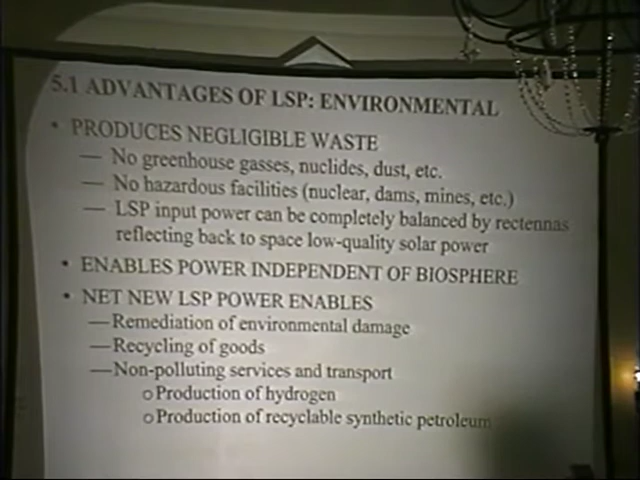 5.1 ADVANTAGES OF LSP: ENVIRONMENTAL
• PRODUCES NEGLIGIBLE WASTE
— No greenhouse gasses, nuclides, dust, etc.
— No hazardous facilities (nuclear, dams, mines, etc.)
— LSP input power can be completely balanced by rectennas
reflecting back to space low-quality solar power
• ENABLES POWER INDEPENDENT OF BIOSPHERE
• NET NEW LSP POWER ENABLES
—Remediation of environmental damage
—Recycling of goods
—Non-polluting services and transport
o Production of hydrogen
o Production of recyclable synthetic petroleum